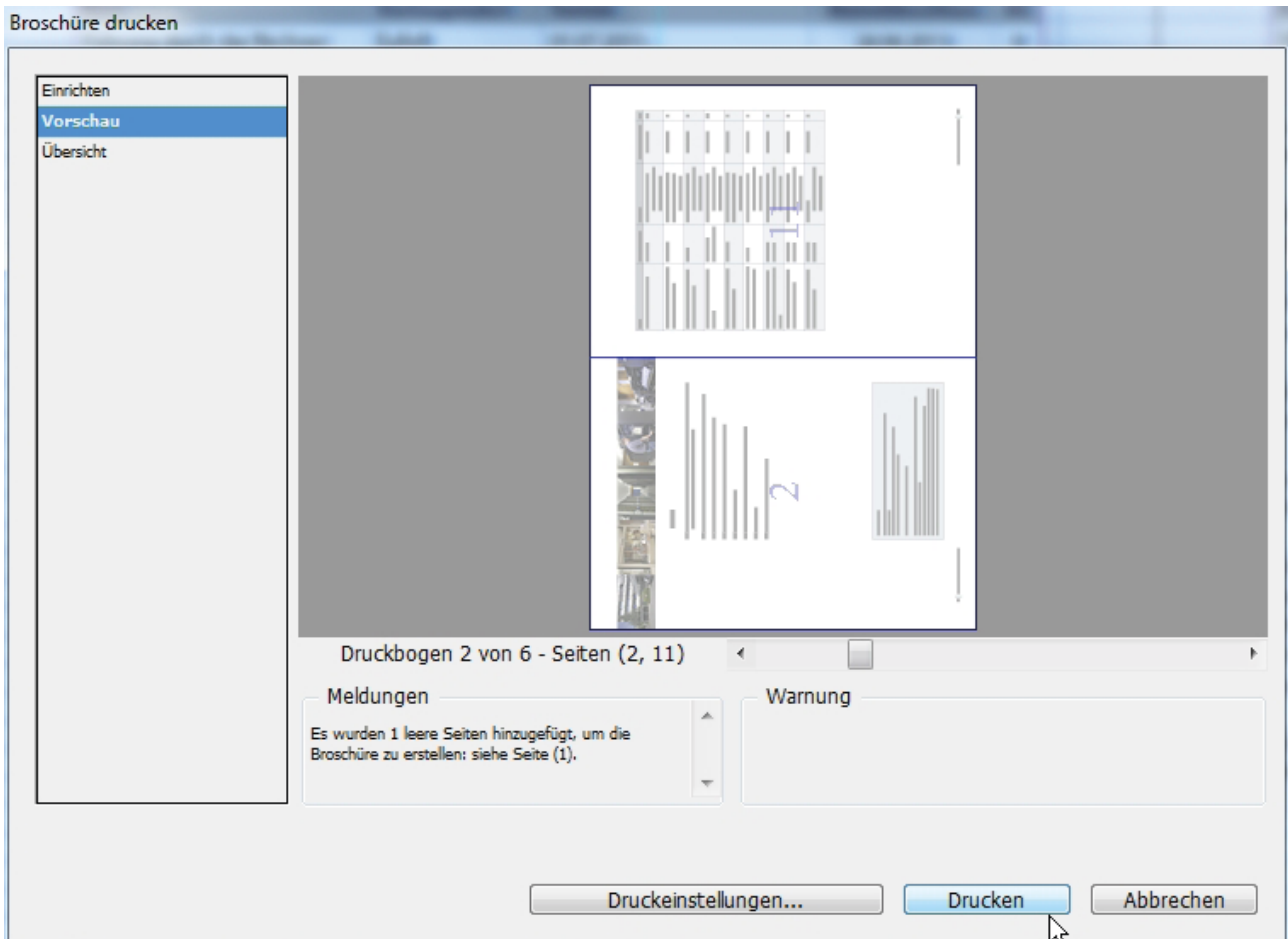 Broschüre drucken
Einrichten
Vorschau
Übersicht
11
2
Druckbogen 2 von 6 - Seiten (2, 11)
Meldungen
Es wurden 1 leere Seiten hinzugefügt, um die
Broschüre zu erstellen: siehe Seite (1).
Warnung
Druckeinstellungen...
Drucken
Abbrechen